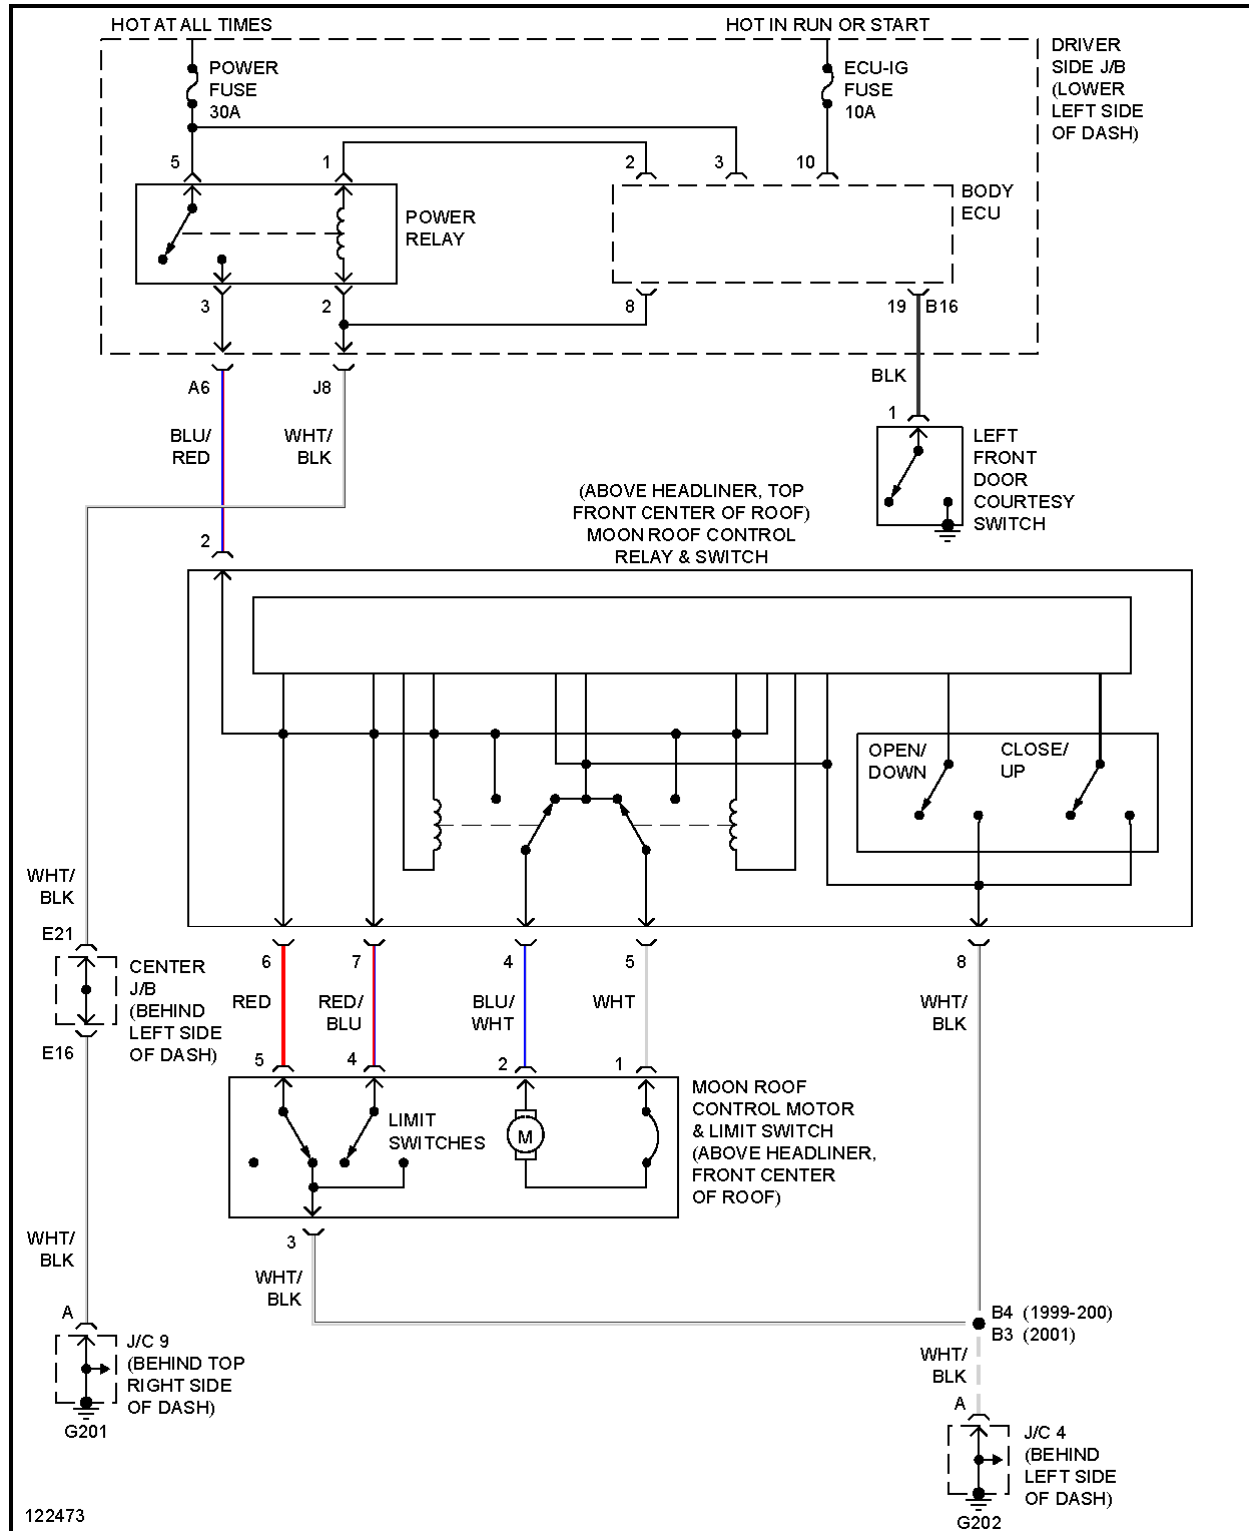 HOT AT ALL TIMES
HOT IN RUN OR START
POWER
FUSE
30A
ECU-IG
FUSE
10A
DRIVER
SIDE J/B
(LOWER
LEFT SIDE
OF DASH)
5
1
2
3
10
POWER
RELAY
BODY
ECU
3
2
8
19
B16
A6
J8
BLK
BLU/
RED
WHT/
BLK
1
LEFT
FRONT
DOOR
COURTESY
SWITCH
(ABOVE HEADLINER, TOP
FRONT CENTER OF ROOF)
MOON ROOF CONTROL
RELAY & SWITCH
2
OPEN/
DOWN
CLOSE/
UP
WHT/
BLK
E21
CENTER
J/B
(BEHIND
LEFT SIDE
OF DASH)
E16
6
7
4
5
8
RED
RED/
BLU
BLU/
WHT
WHT
WHT/
BLK
5
4
2
1
LIMIT
SWITCHES
M
MOON ROOF
CONTROL MOTOR
& LIMIT SWITCH
(ABOVE HEADLINER,
FRONT CENTER
OF ROOF)
3
WHT/
BLK
WHT/
BLK
A
J/C 9
(BEHIND TOP
RIGHT SIDE
OF DASH)
G201
B4 (1999-200)
B3 (2001)
WHT/
BLK
A
J/C 4
(BEHIND
LEFT SIDE
OF DASH)
G202
122473